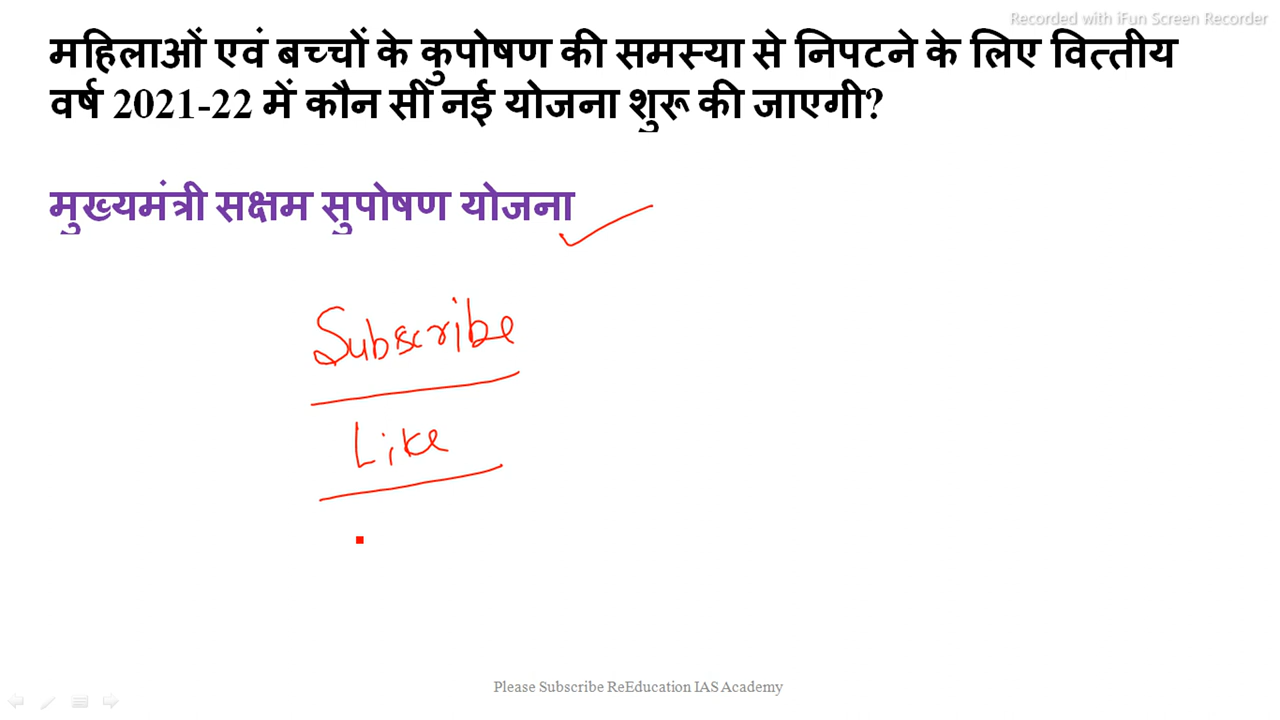 Recorded with iFun Screen Recorder
महिलाओं एवं बच्चों के कुपोषण की समस्या से निपटने के लिए वित्तीय
वर्ष 2021-22 में कौन सी नई योजना शुरू की जाएगी?
मुख्यमंत्री सक्षम सुपोषण योजना
Subscribe
Like
Please Subscribe ReEducation IAS Academy